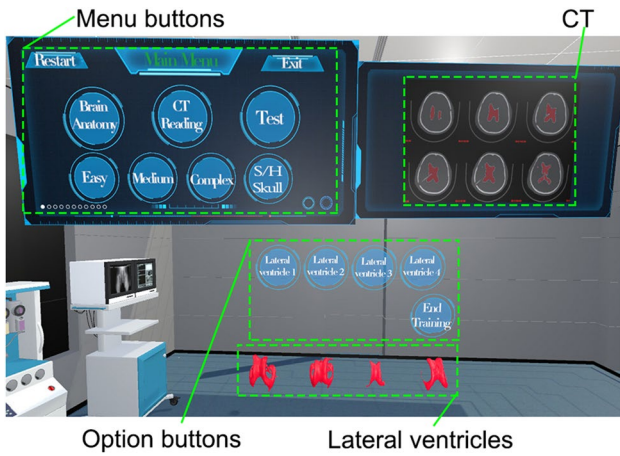 Menu buttons
CT
Restart
Main Menu
Exit
Brain
Anatomy
CT
Reading
Test
Easy
Medium
Complex
S/H
Skull
Lateral
ventricle 1
Lateral
ventricle 2
Lateral
ventricle 3
Lateral
ventricle 4
End
Training
Option buttons
Lateral ventricles